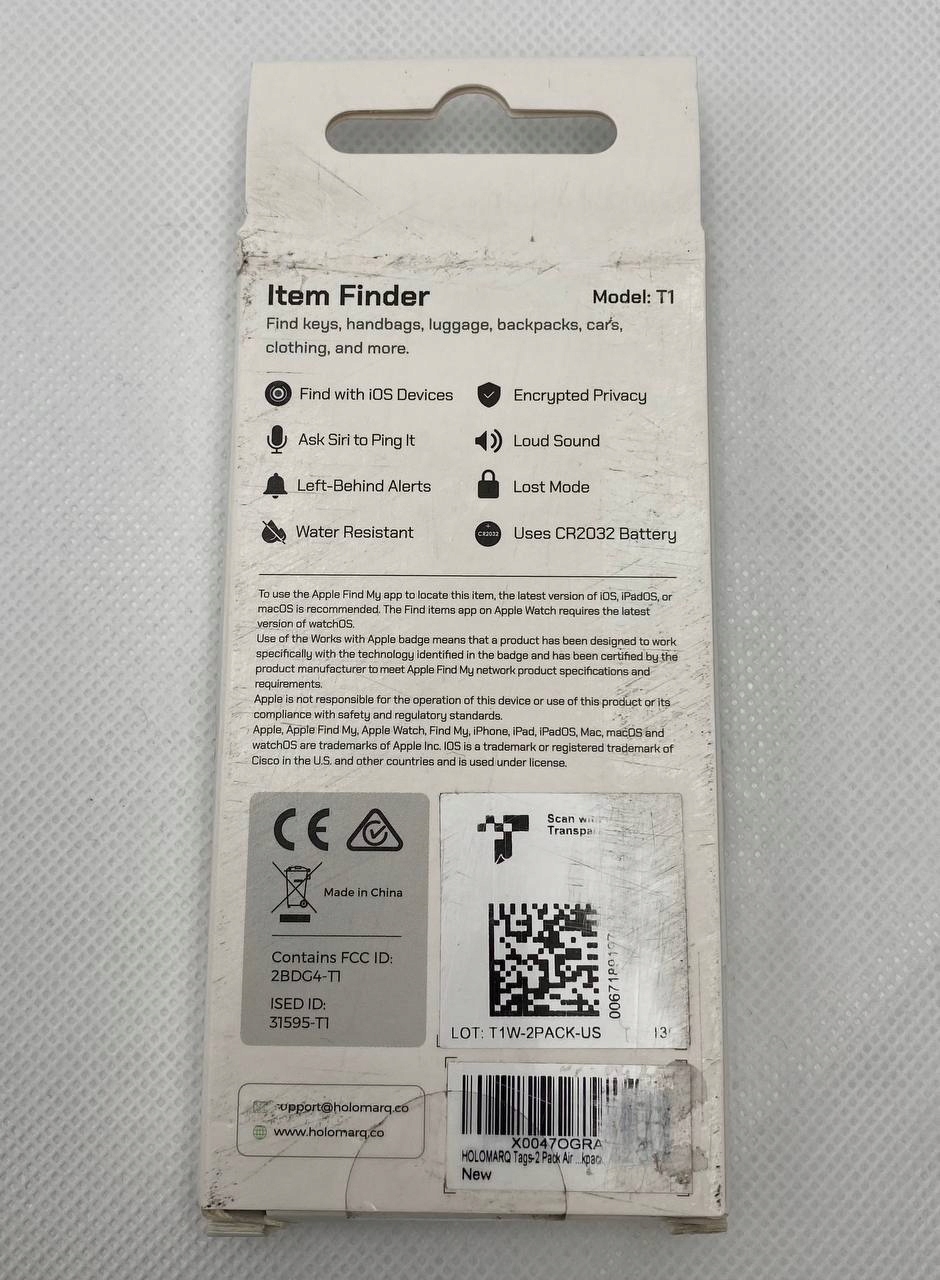 Item Finder
Model: T1
Find keys, handbags, luggage, backpacks, cars,
clothing, and more.
Find with iOS Devices
Encrypted Privacy
Ask Siri to Ping It
Loud Sound
Left-Behind Alerts
Lost Mode
Water Resistant
CR2032
Uses CR2032 Battery
To use the Apple Find My app to locate this item, the latest version of iOS, iPadOS, or
macOS is recommended. The Find items app on Apple Watch requires the latest
version of watchOS.
Use of the Works with Apple badge means that a product has been designed to work
specifically with the technology identified in the badge and has been certified by the
product manufacturer to meet Apple Find My network product specifications and
requirements.
Apple is not responsible for the operation of this device or use of this product or its
compliance with safety and regulatory standards.
Apple, Apple Find My, Apple Watch, Find My, iPhone, iPad, iPadOS, Mac, macOS and
watchOS are trademarks of Apple Inc. IOS is a trademark or registered trademark of
Cisco in the U.S. and other countries and is used under license.
CE
Made in China
Contains FCC ID:
2BDG4-T1
ISED ID:
31595-T1
Scan
LOT: T1W-2PACK-US
www.holomarq.co
HOLOMARQ Tags-2 Pack Air
New